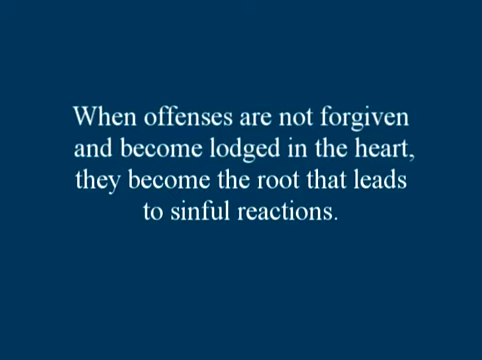 When offenses are not forgiven
and become lodged in the heart,
they become the root that leads
to sinful reactions.